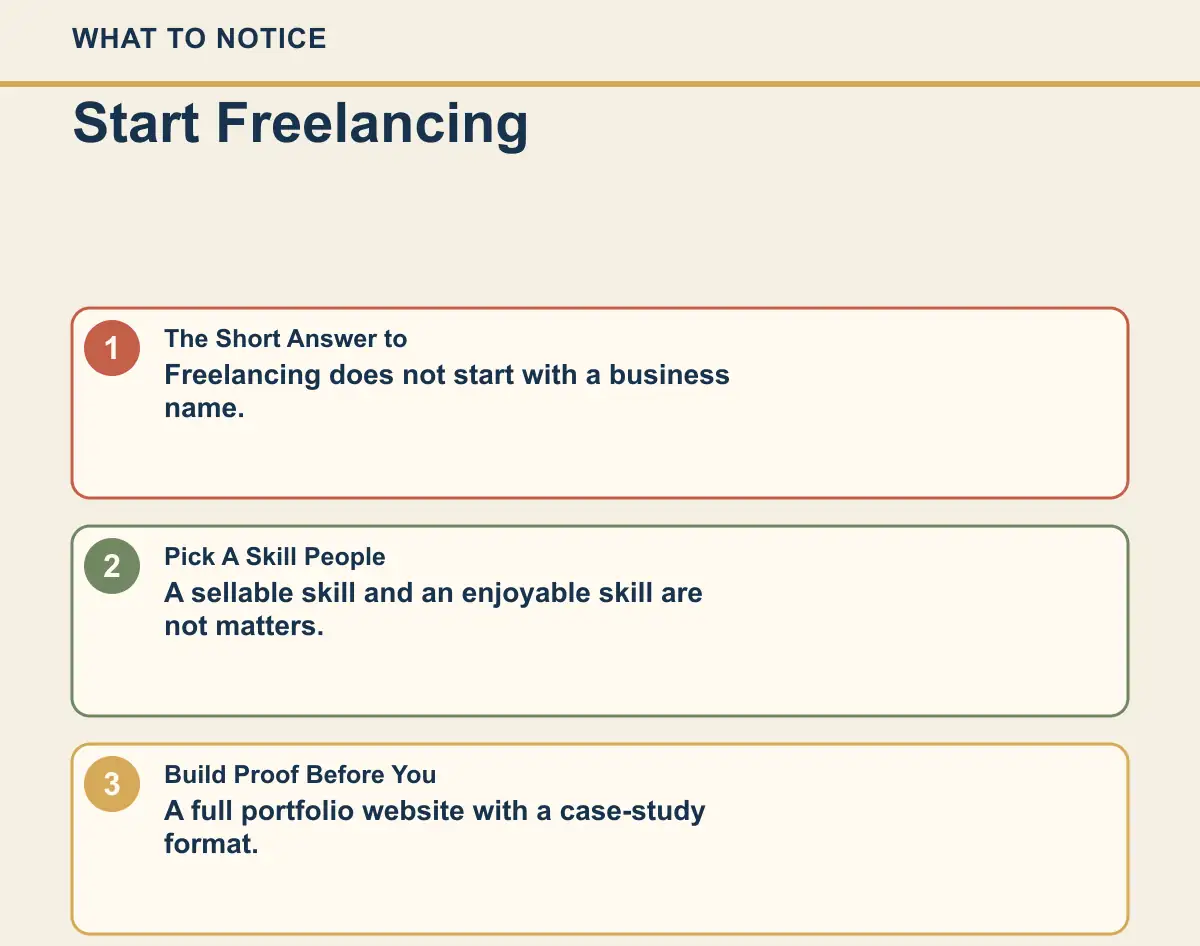 WHAT TO NOTICE
Start Freelancing
1
The Short Answer to
Freelancing does not start with a business
name.
2
Pick A Skill People
A sellable skill and an enjoyable skill are
not matters.
3
Build Proof Before You
A full portfolio website with a case-study
format.